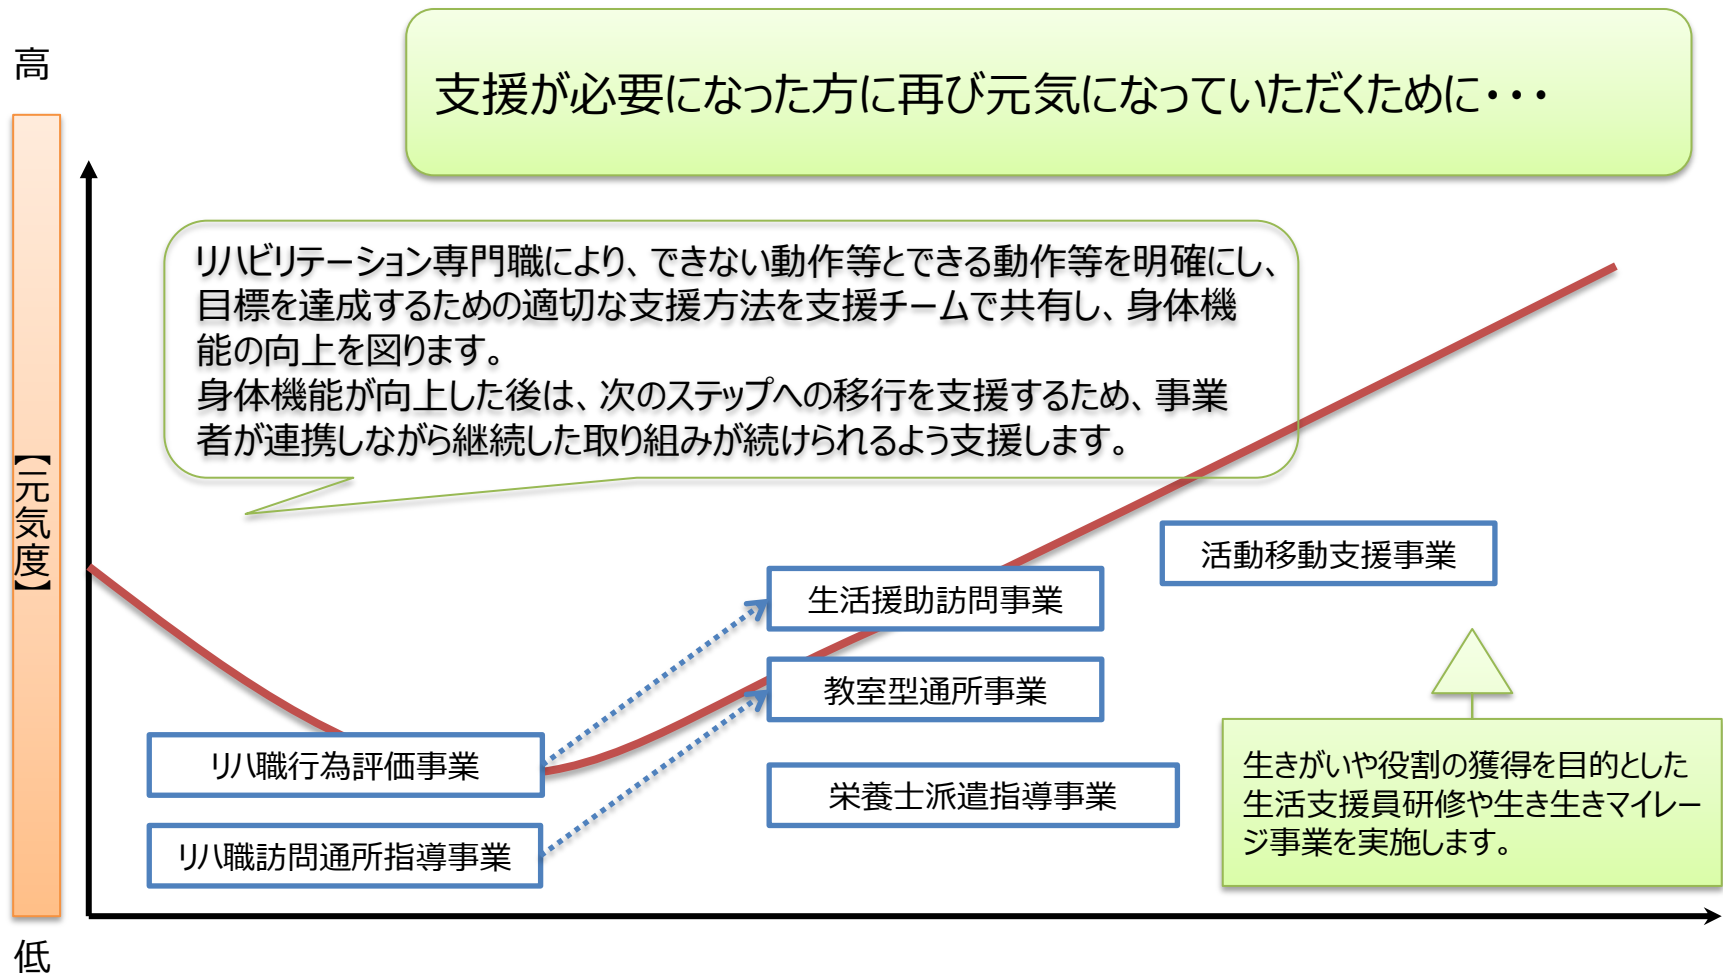 高
支援が必要になった方に再び元気になっていただくために・・・
リハビリテーション専門職により、できない動作等とできる動作等を明確にし、
目標を達成するための適切な支援方法を支援チームで共有し、身体機
能の向上を図ります。
身体機能が向上した後は、次のステップへの移行を支援するため、事業
者が連携しながら継続した取り組みが続けられるよう支援します。
【元気度】
活動移動支援事業
生活援助訪問事業
教室型通所事業
リハ職行為評価事業
栄養士派遣指導事業
リハ職訪問通所指導事業
生きがいや役割の獲得を目的とした
生活支援員研修や生き生きマイレー
ジ事業を実施します。
低